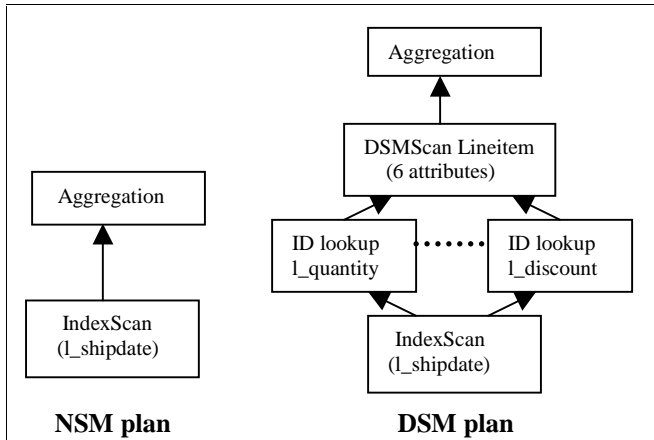 Aggregation
DSMScan Lineitem
(6 attributes)
Aggregation
ID lookup
l_quantity
ID lookup
l_discount
IndexScan
(l_shipdate)
IndexScan
(l_shipdate)
NSM plan
DSM plan